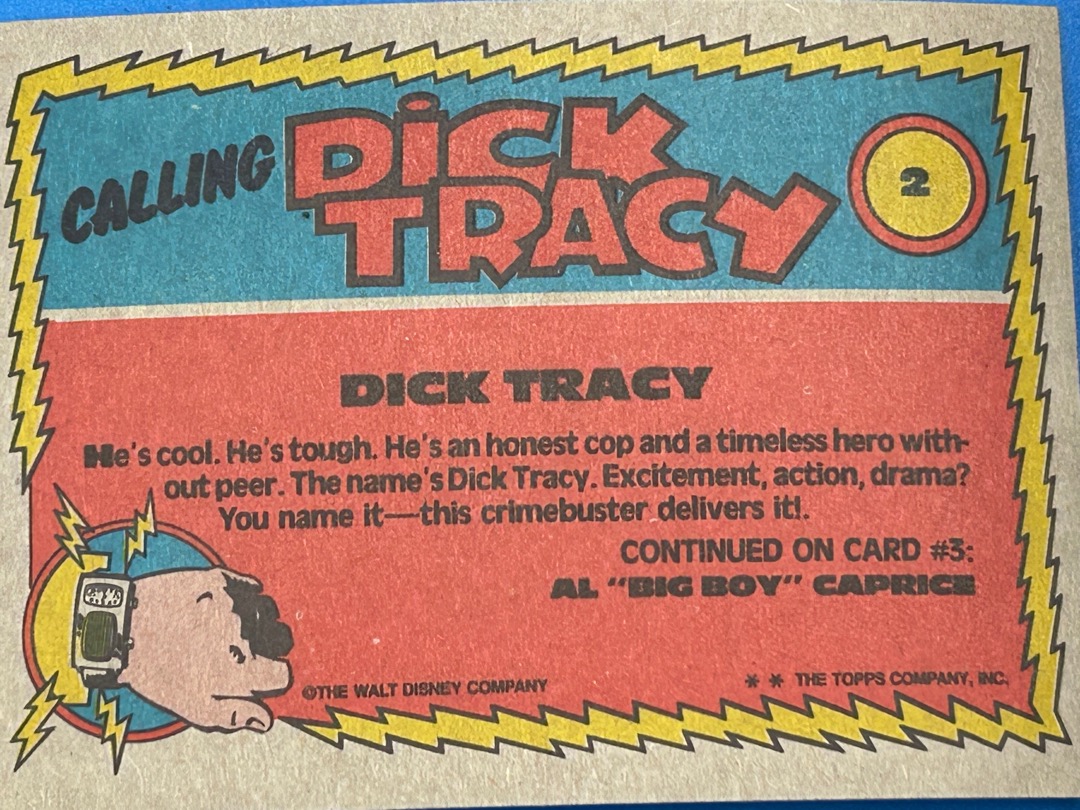 CALLING
DiCK
TRACY
2
DICK TRACY
He's cool. He's tough. He's an honest cop and a timeless hero with-
out peer. The name's Dick Tracy. Excitement, action, drama?
You name it—this crimebuster delivers it!.
CONTINUED ON CARD #3:
AL "BIG BOY" CAPRICE
©THE WALT DISNEY COMPANY
* * THE TOPPS COMPANY, INC.